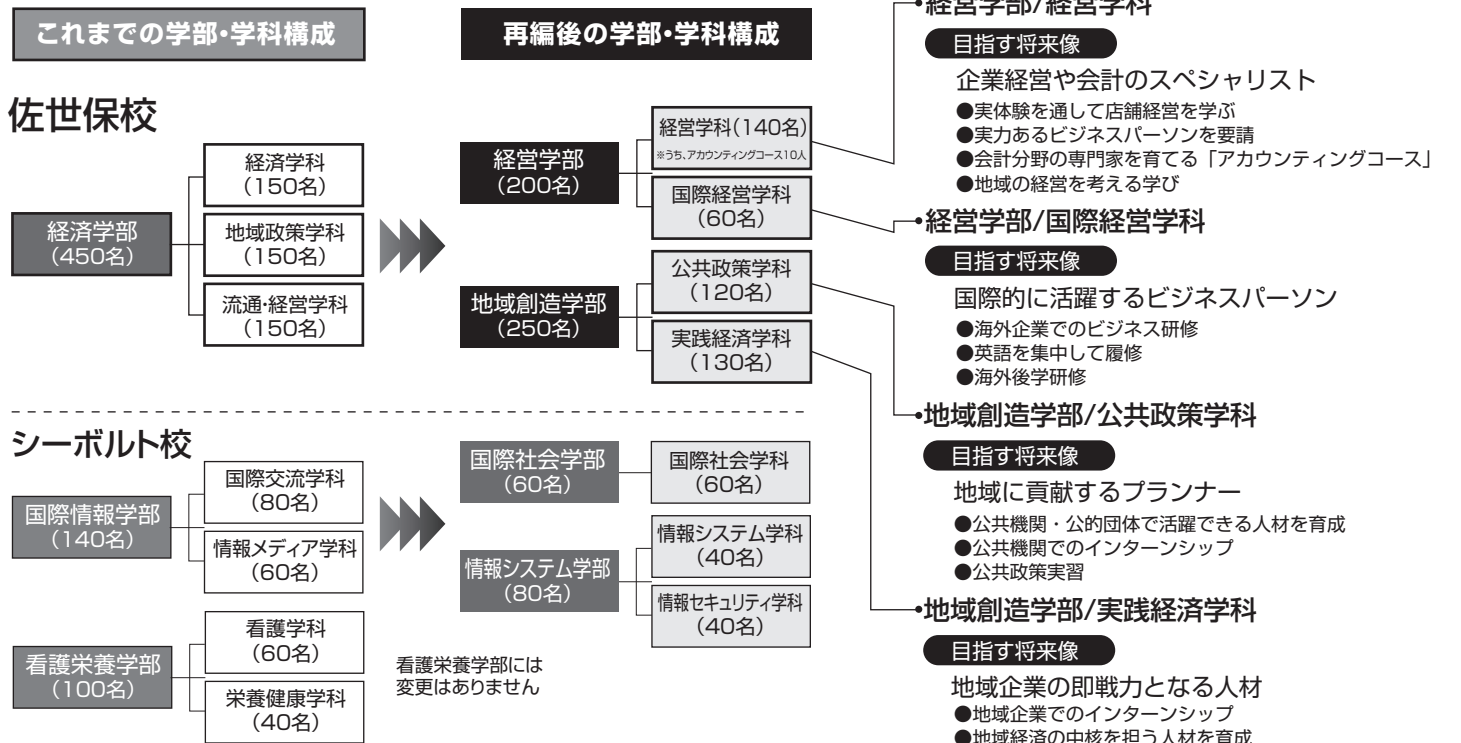 これまでの学部・学科構成
再編後の学部・学科構成
佐世保校
経済学部
（450名）
経済学科
（150名）
地域政策学科
（150名）
流通・経営学科
（150名）
経営学部
（200名）
経営学科（140名）
※うち、アカウンティングコース10人
国際経営学科
（60名）
地域創造学部
（250名）
公共政策学科
（120名）
実践経済学科
（130名）
シーボルト校
国際情報学部
（140名）
国際交流学科
（80名）
情報メディア学科
（60名）
看護栄養学部
（100名）
看護学科
（60名）
栄養健康学科
（40名）
国際社会学部
（60名）
国際社会学科
（60名）
情報システム学部
（80名）
情報システム学科
（40名）
情報セキュリティ学科
（40名）
看護栄養学部には
変更はありません
・経営学部/経営学科
目指す将来像
企業経営や会計のスペシャリスト
●実体験を通して店舗経営を学ぶ
●実力あるビジネスパーソンを要請
●会計分野の専門家を育てる「アカウンティングコース」
●地域の経営を考える学び
・経営学部/国際経営学科
目指す将来像
国際的に活躍するビジネスパーソン
●海外企業でのビジネス研修
●英語を集中して履修
●海外後学研修
・地域創造学部/公共政策学科
目指す将来像
地域に貢献するプランナー
●公共機関・公的団体で活躍できる人材を育成
●公共機関でのインターンシップ
●公共政策実習
・地域創造学部/実践経済学科
目指す将来像
地域企業の即戦力となる人材
●地域企業でのインターンシップ
●地域経済の中核を担う人材を育成